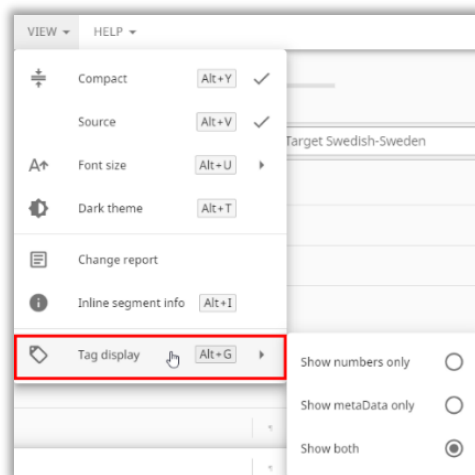 VIEW HELP
Compact Alt+Y
Source Alt+V
Target Swedish-Sweden
Font size Alt+U
Dark theme Alt+T
Change report
Inline segment info Alt+I
Tag display Alt+G
Show numbers only
Show metaData only
Show both